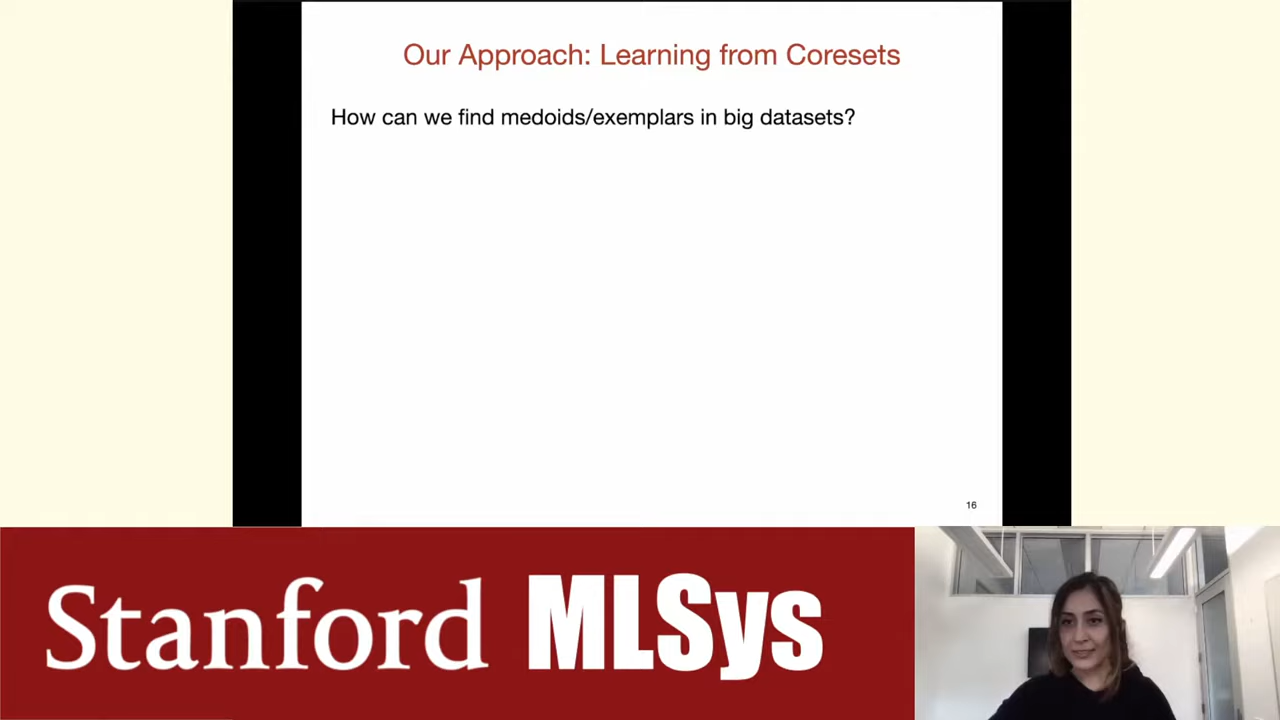 Our Approach: Learning from Coresets
How can we find medoids/exemplars in big datasets?
16
Stanford MLSys